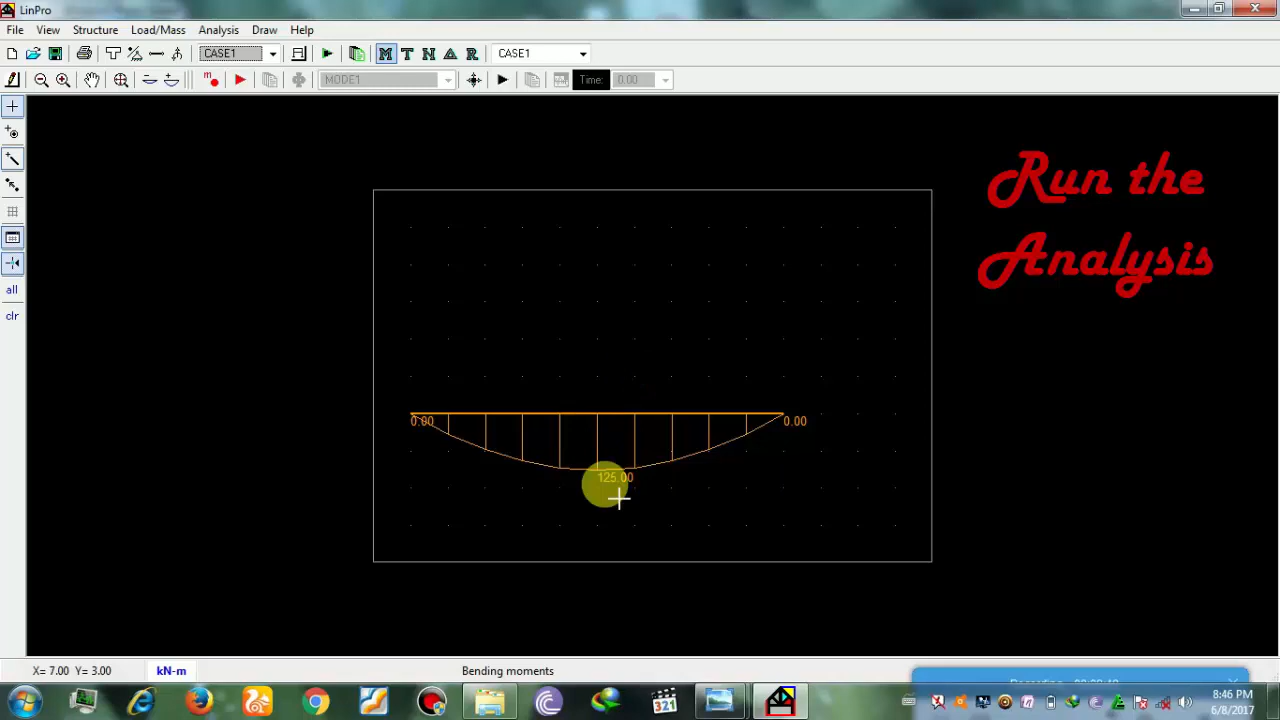 LinPro
File View Structure Load/Mass Analysis Draw Help
CASE1 M T N R CASE1
m MODE1 Time: 0.00
Run the
Analysis
all
clr
0.00 0.00
125.00
X= 7.00 Y= 3.00 kN-m Bending moments
321
8:46 PM
6/8/2017